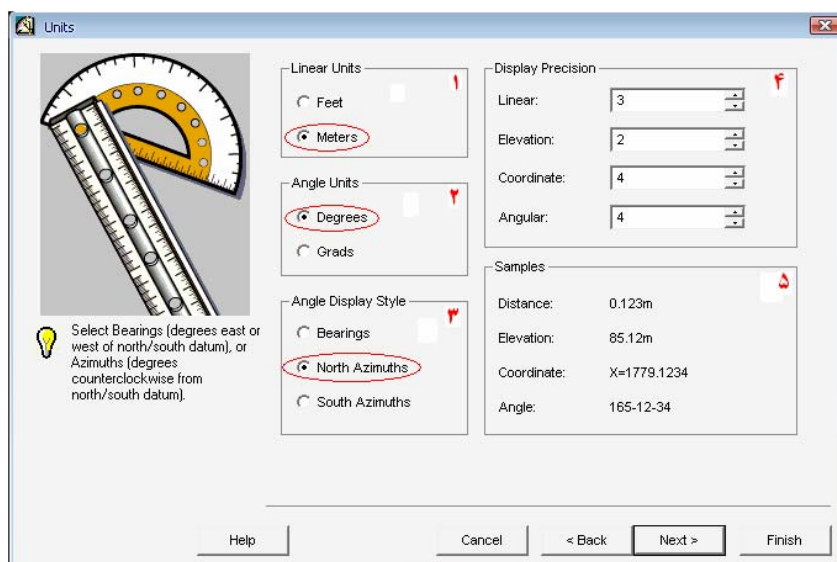 Units
Linear Units
۱
Feet
Meters
Angle Units
۲
Degrees
Grads
Angle Display Style
۳
Bearings
North Azimuths
South Azimuths
Display Precision
۴
Linear:
3
Elevation:
2
Coordinate:
4
Angular:
4
Samples
۵
Distance:
0.123m
Elevation:
85.12m
Coordinate:
X=1779.1234
Angle:
165-12-34
Select Bearings (degrees east or
west of north/south datum), or
Azimuths (degrees
counterclockwise from
north/south datum).
Help
Cancel
< Back
Next >
Finish